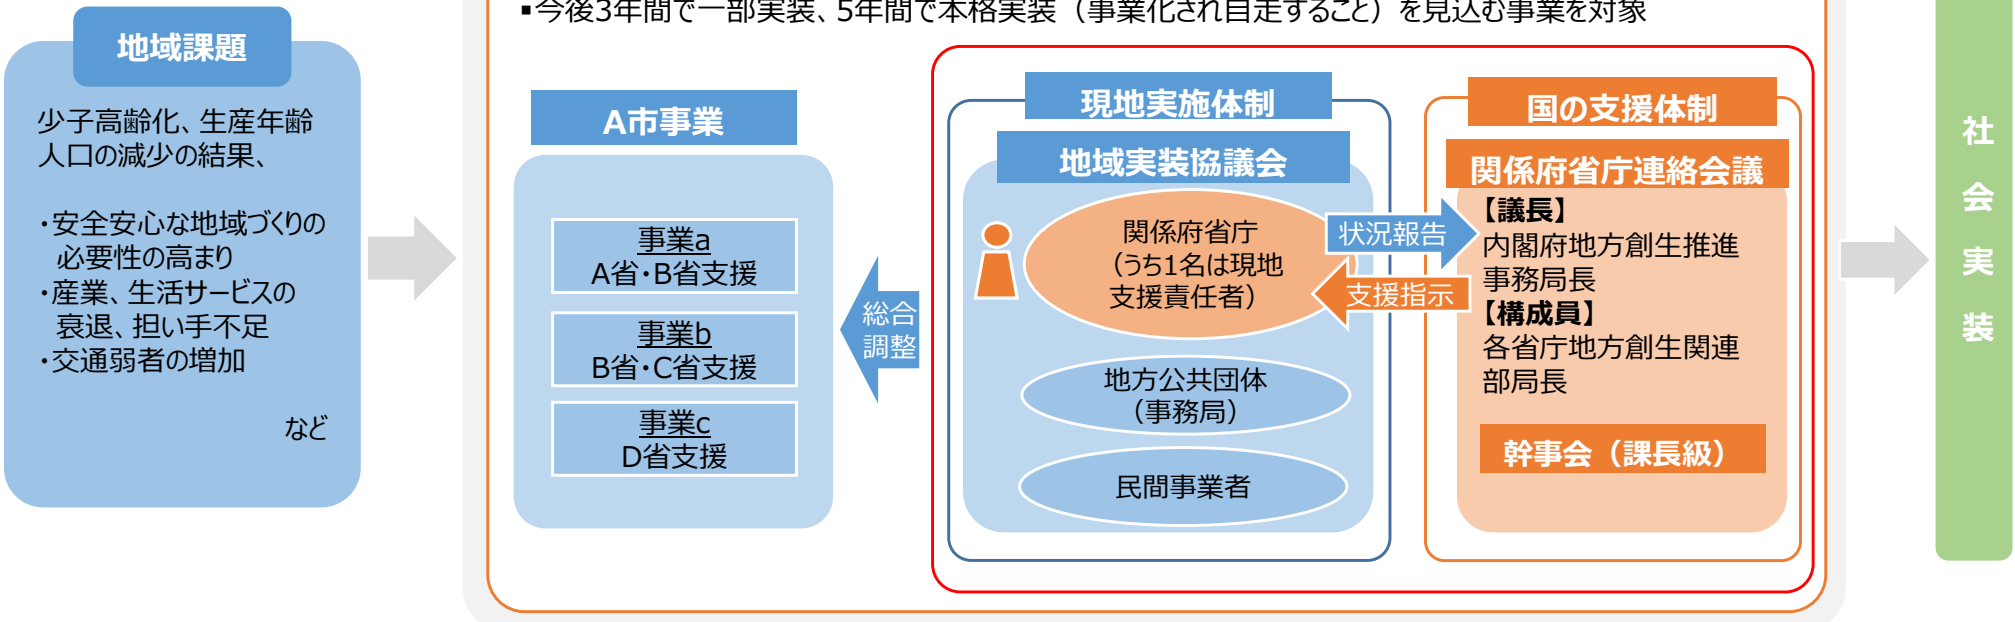 ▪今後3年間で一部実装、5年間で本格実装（事業化され自走すること）を見込む事業を対象
地域課題
少子高齢化、生産年齢
人口の減少の結果、
・安全安心な地域づくりの
必要性の高まり
・産業、生活サービスの
衰退、担い手不足
・交通弱者の増加
など
A市事業
事業a
A省・B省支援
事業b
B省・C省支援
事業c
D省支援
総合
調整
現地実施体制
地域実装協議会
関係府省庁
（うち1名は現地
支援責任者）
地方公共団体
（事務局）
民間事業者
状況報告
支援指示
国の支援体制
関係府省庁連絡会議
【議長】
内閣府地方創生推進
事務局長
【構成員】
各省庁地方創生関連
部局長
幹事会（課長級）
社会実装